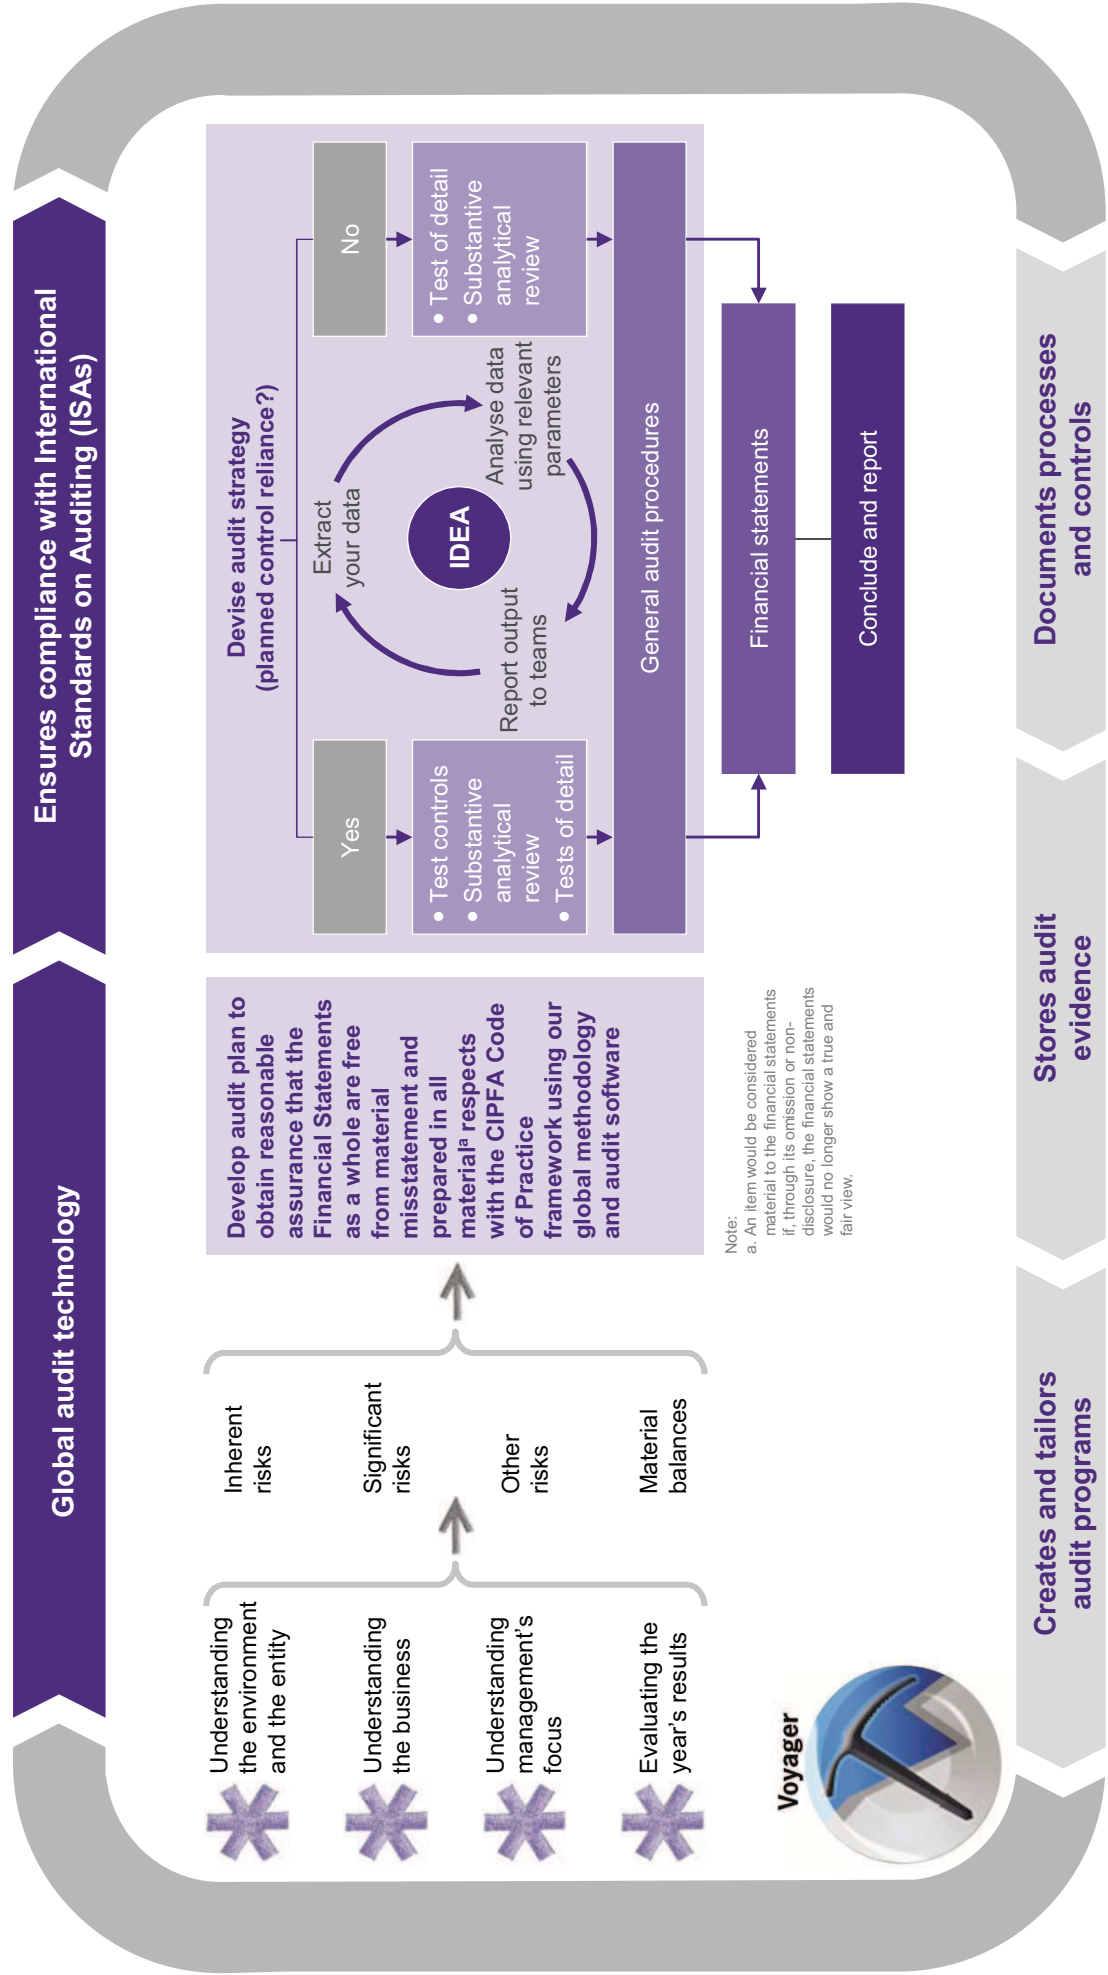 Global audit technology
Ensures compliance with International
Standards on Auditing (ISAs)
Understanding
the environment
and the entity
Understanding
the business
Understanding
management's
focus
Evaluating the
year's results
Inherent
risks
Significant
risks
Other
risks
Material
balances
Develop audit plan to
obtain reasonable
assurance that the
Financial Statements
as a whole are free
from material
misstatement and
prepared in all
materialª respects
with the CIPFA Code
of Practice
framework using our
global methodology
and audit software
Note:
a. An item would be considered
material to the financial statements
if, through its omission or non-
disclosure, the financial statements
would no longer show a true and
fair view.
Devise audit strategy
(planned control reliance?)
Yes
No
• Test controls
• Substantive
analytical
review
• Tests of detail
Extract
your data
IDEA
Analyse data
using relevant
parameters
Report output
to teams
• Test of detail
• Substantive
analytical
review
General audit procedures
Financial statements
Conclude and report
Voyager
Creates and tailors
audit programs
Stores audit
evidence
Documents processes
and controls